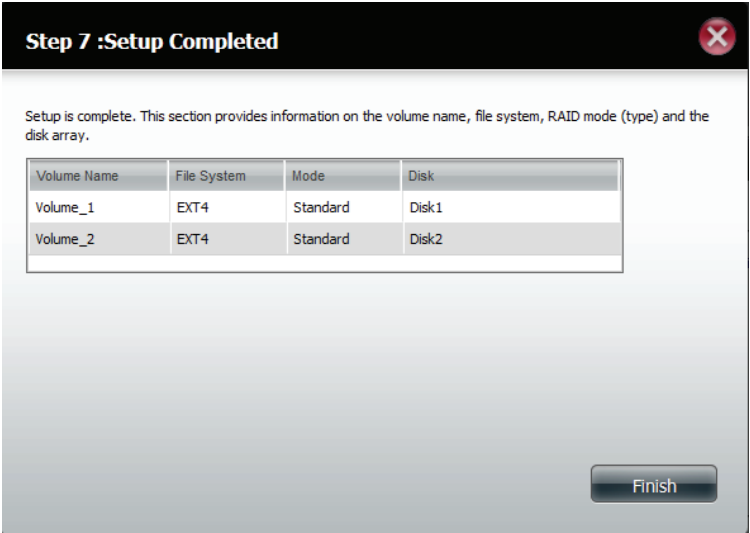 Step 7 :Setup Completed
Setup is complete. This section provides information on the volume name, file system, RAID mode (type) and the
disk array.
Volume Name File System Mode Disk
Volume_1 EXT4 Standard Disk1
Volume_2 EXT4 Standard Disk2
Finish